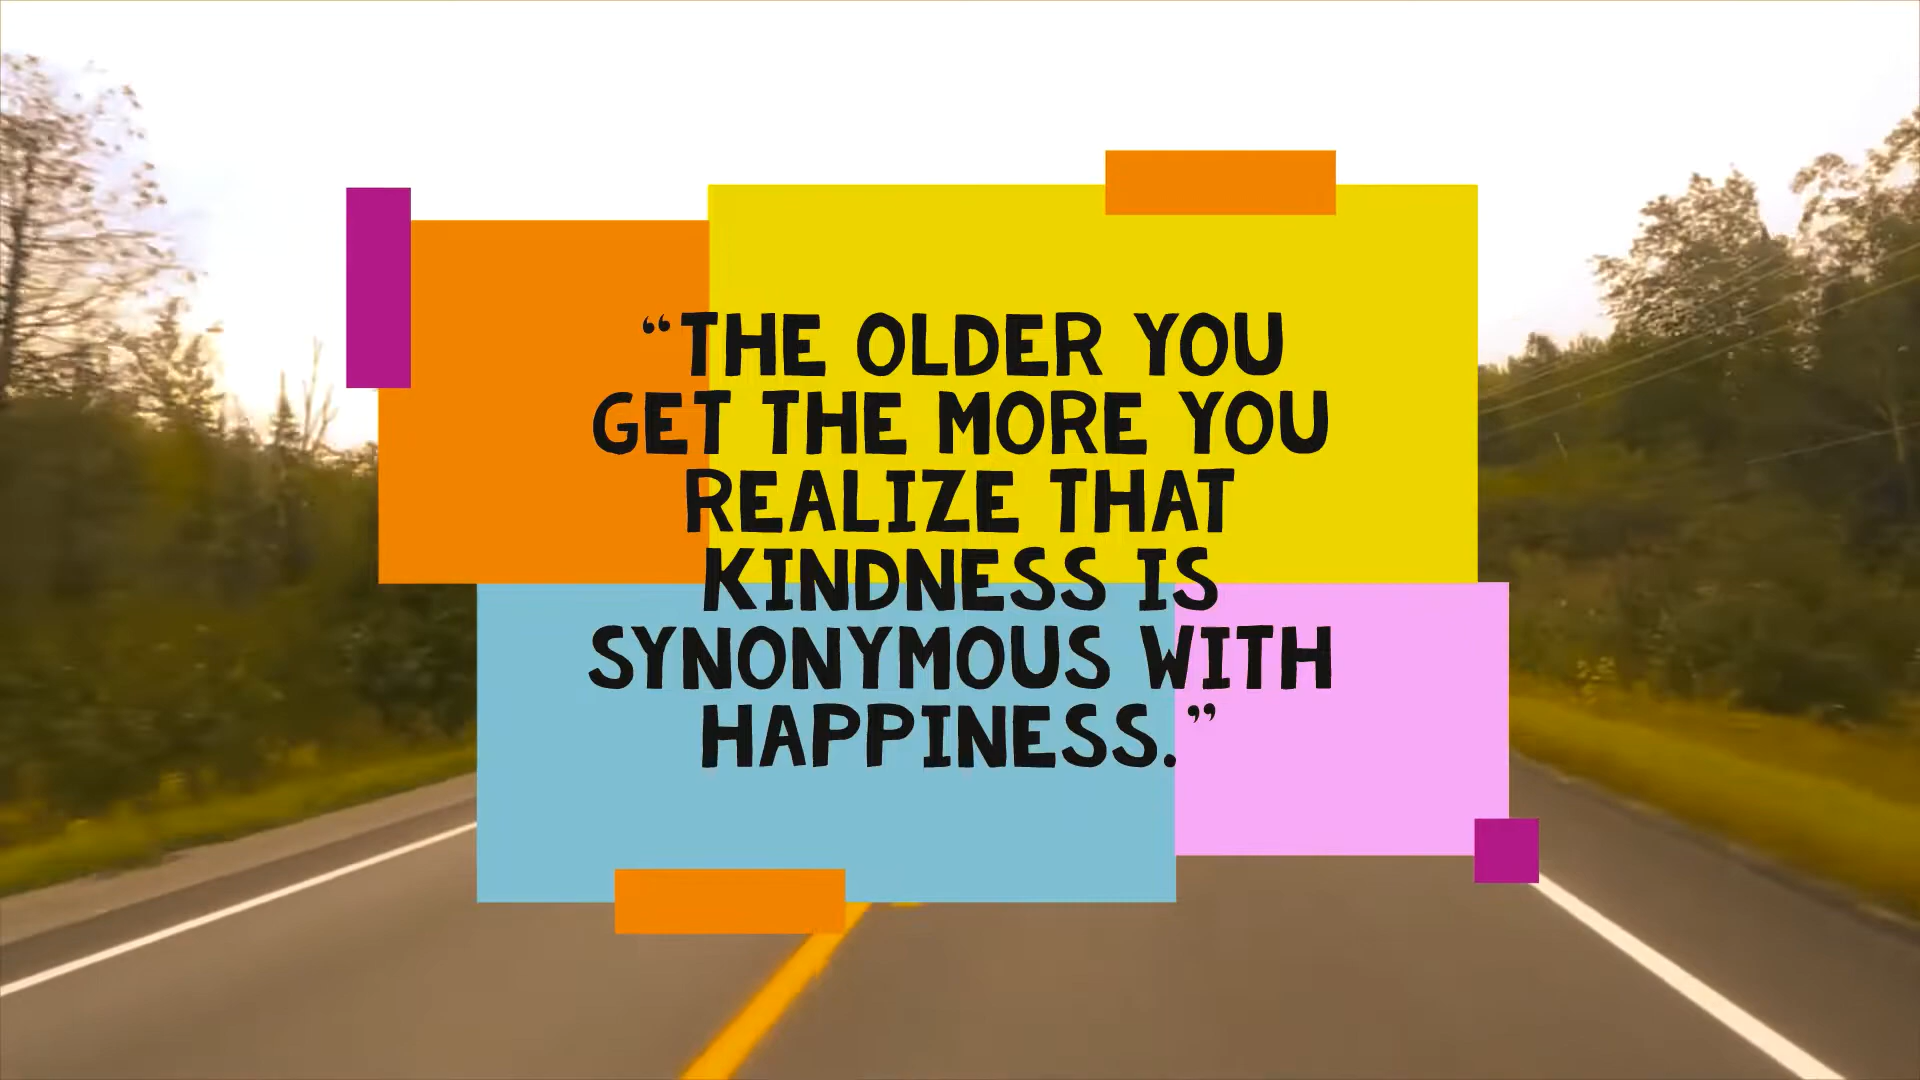 “THE OLDER YOU
GET THE MORE YOU
REALIZE THAT
KINDNESS IS
SYNONYMOUS WITH
HAPPINESS.”